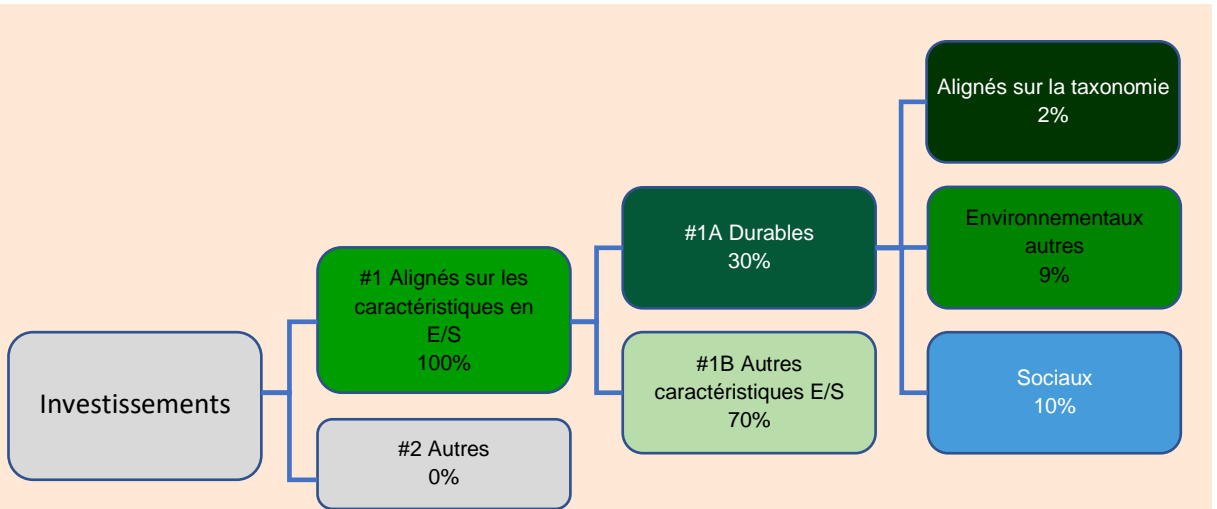 Investissements
#1 Alignés sur les
caractéristiques en
E/S
100%
#2 Autres
0%
#1A Durables
30%
#1B Autres
caractéristiques E/S
70%
Alignés sur la taxonomie
2%
Environnementaux
autres
9%
Sociaux
10%